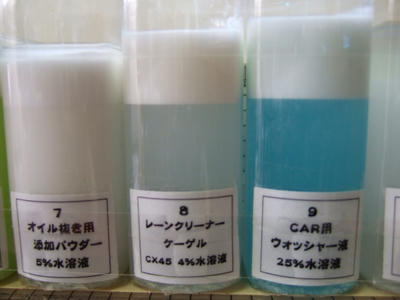 7
オイル抜き用
添加パウダー
5%水溶液
8
レーンクリーナー
ケーゲル
CX45 4%水溶液
9
CAR用
ウォッシャー液
25%水溶液